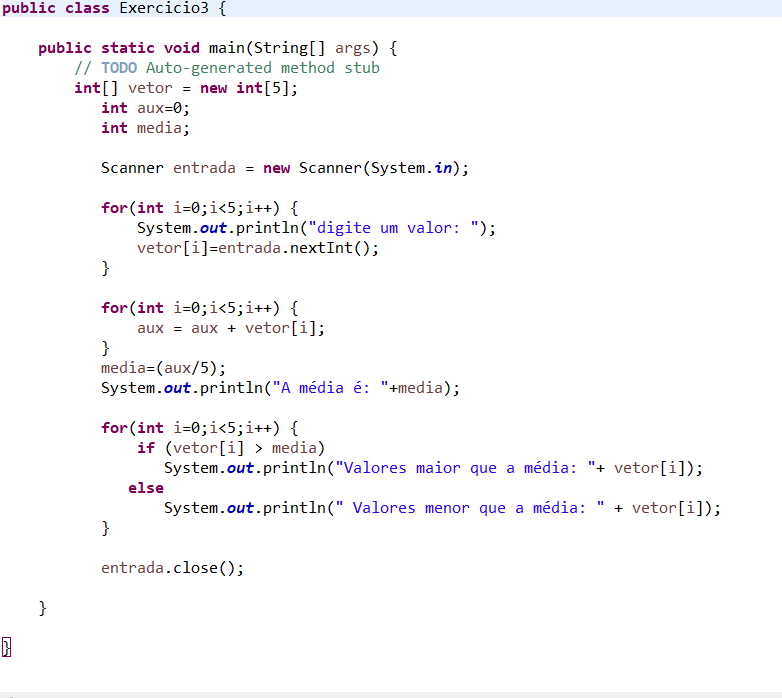 public class Exercicio3 {
public static void main(String[] args) {
// TODO Auto-generated method stub
int[] vetor = new int[5];
int aux=0;
int media;
Scanner entrada = new Scanner(System.in);
for(int i=0;i<5;i++) {
System.out.println("digite um valor: ");
vetor[i]=entrada.nextInt();
}
for(int i=0;i<5;i++) {
aux = aux + vetor[i];
}
media=(aux/5);
System.out.println("A média é: "+media);
for(int i=0;i<5;i++) {
if (vetor[i] > media)
System.out.println("Valores maior que a média: "+ vetor[i]);
else
System.out.println(" Valores menor que a média: " + vetor[i]);
}
entrada.close();
}
}